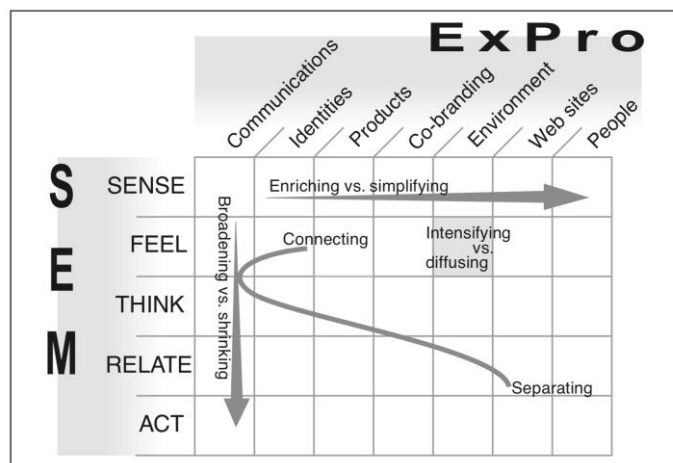 ExPro
Communications
Identities
Products
Co-branding
Environment
Web sites
People
S
E
M
SENSE
FEEL
THINK
RELATE
ACT
Enriching vs. simplifying
Broadening vs. shrinking
Connecting
Intensifying
vs.
diffusing
Separating